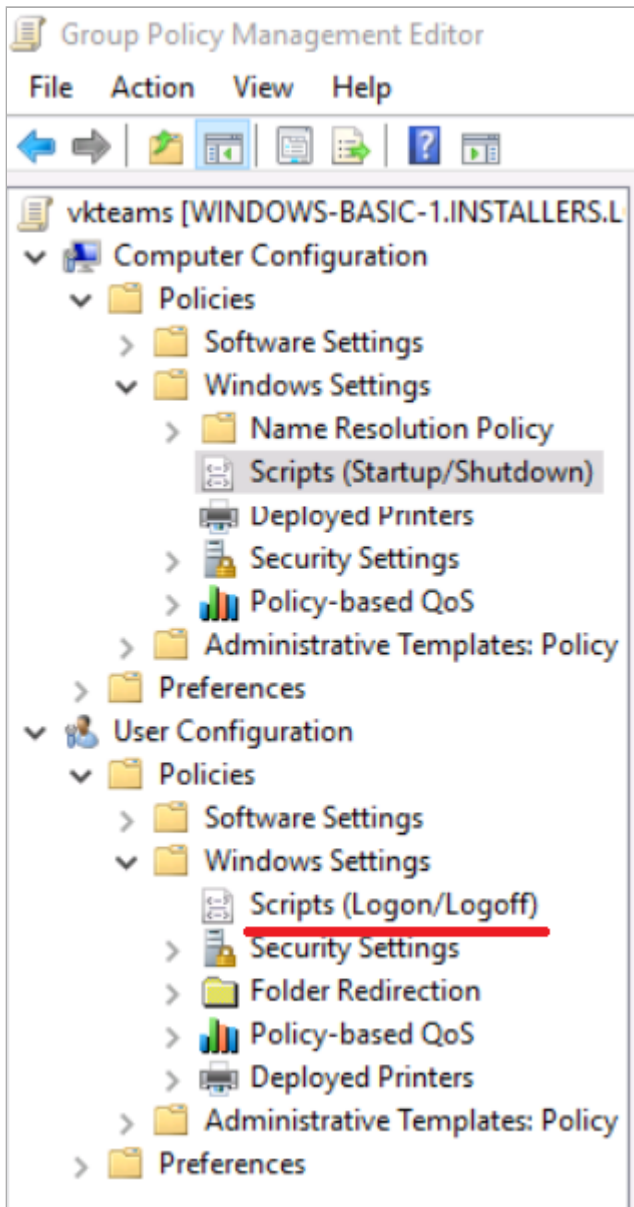 Group Policy Management Editor
File Action View Help
vkteams [WINDOWS-BASIC-1.INSTALLERS.L
Computer Configuration
Policies
Software Settings
Windows Settings
Name Resolution Policy
Scripts (Startup/Shutdown)
Deployed Printers
Security Settings
Policy-based QoS
Administrative Templates: Policy
Preferences
User Configuration
Policies
Software Settings
Windows Settings
Scripts (Logon/Logoff)
Security Settings
Folder Redirection
Policy-based QoS
Deployed Printers
Administrative Templates: Policy
Preferences